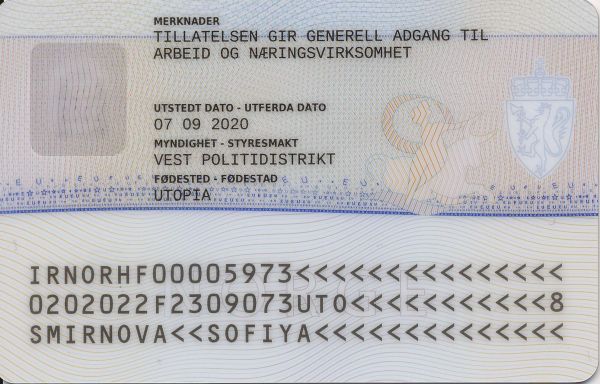 MERKNADER
TILLATELSEN GIR GENERELL ADGANG TIL
ARBEID OG NÆRINGSVIRKSOMHET
UTSTEDT DATO - UTFERDA DATO
07 09 2020
MYNDIGHET - STYRESMAKT
VEST POLITIDISTRIKT
FØDESTED - FØDESTAD
UTOPIA
NORGE
IRNORHF00005973<<<<<<<<<<<<<<<
0202022F2309073UTO<<<<<<<<<<<8
SMIRNOVA<<SOFIYA<<<<<<<<<<<<<<